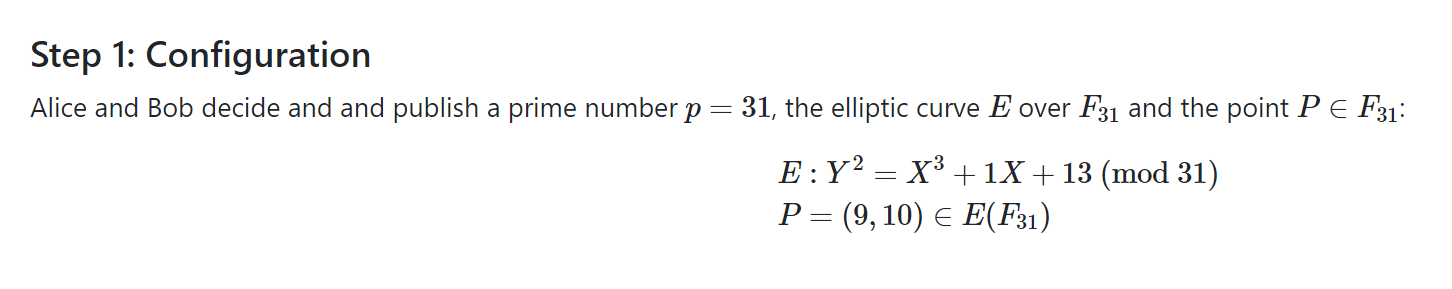 Step 1: Configuration
Alice and Bob decide and and publish a prime number p = 31, the elliptic curve E over F₃₁ and the point P ∈ F₃₁:
E : Y² = X³ + 1X + 13 (mod 31)
P = (9, 10) ∈ E(F₃₁)